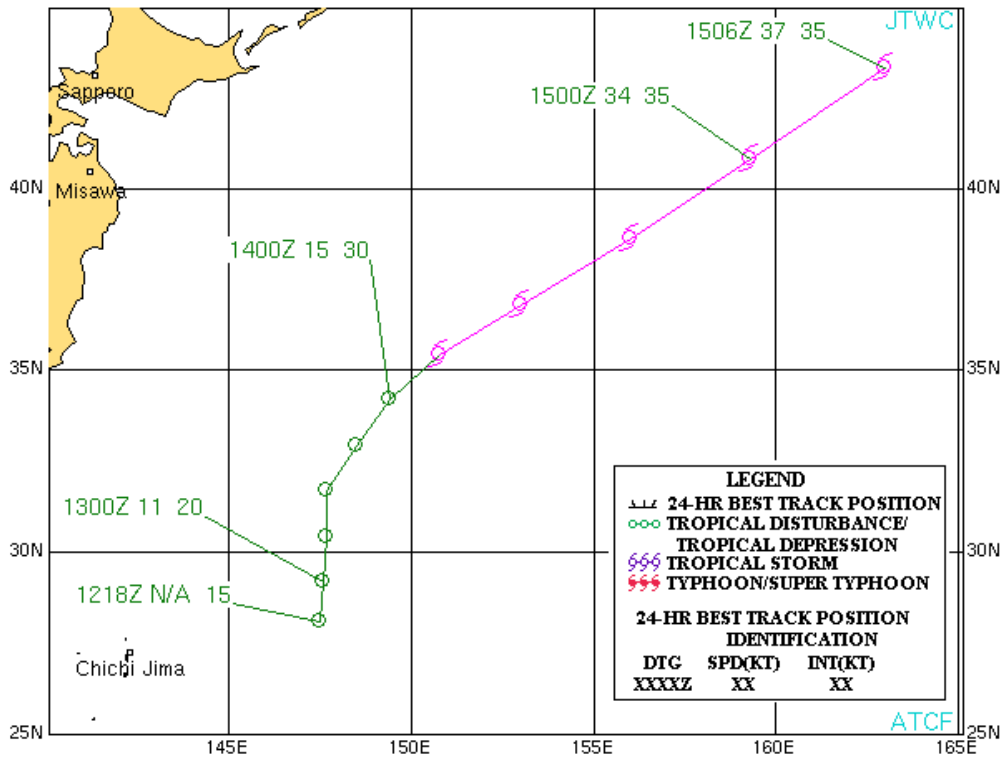 JTWC
1506Z 37 35
Sapporo
1500Z 34 35
40N
40N
Misawa
1400Z 15 30
35N
35N
LEGEND
24-HR BEST TRACK POSITION
TROPICAL DISTURBANCE/
TROPICAL DEPRESSION
TROPICAL STORM
TYPHOON/SUPER TYPHOON
24-HR BEST TRACK POSITION
IDENTIFICATION
DTG SPD(KT) INT(KT)
XXXXZ XX XX
1300Z 11 20
30N
30N
1218Z N/A 15
Chichi Jima
ATCF
25N
25N
145E 150E 155E 160E 165E